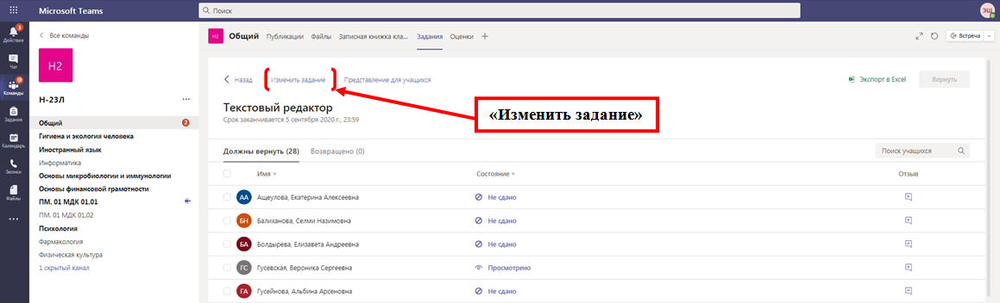 Microsoft Teams
Поиск
ЭЩ
3
Действия
Чат
Команды
Задания
Календарь
Звонки
Файлы
Все команды
Н2
Н-23Л
Общий 2
Гигиена и экология человека
Иностранный язык
Информатика
Основы микробиологии и иммунологии
Основы финансовой грамотности
ПМ. 01 МДК 01.01
ПМ. 01 МДК 01.02
Психология
Фармакология
Физическая культура
1 скрытый канал
Н2 Общий Публикации Файлы Записная книжка кла... Задания Оценки
Встреча
Назад Изменить задание Представление для учащихся
Экспорт в Excel Вернуть
Текстовый редактор
Срок заканчивается 5 сентября 2020 г., 23:59
«Изменить задание»
Должны вернуть (28) Возвращено (0)
Поиск учащихся
Имя Состояние Отзыв
АА Ащеулова, Екатерина Алексеевна Не сдано
БН Балиханова, Селми Назимовна Не сдано
БА Болдырева, Елизавета Андреевна Не сдано
ГС Гусевская, Вероника Сергеевна Просмотрено
ГА Гусейнова, Альбина Арсеновна Не сдано